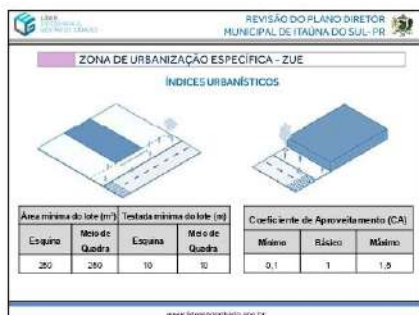 LÍDER
REVISÃO DO PLANO DIRETOR
MUNICIPAL DE ITAÚNA DO SUL- PR
ZONA DE URBANIZAÇÃO ESPECÍFICA - ZUE
ÍNDICES URBANÍSTICOS
Área mínima do lote (m²) Testada mínima do lote (m)
Esquina Meio de Quadra Esquina Meio de Quadra
250 250 10 10
Coeficiente de Aproveitamento (CA)
Mínimo Básico Máximo
0,1 1 1,5